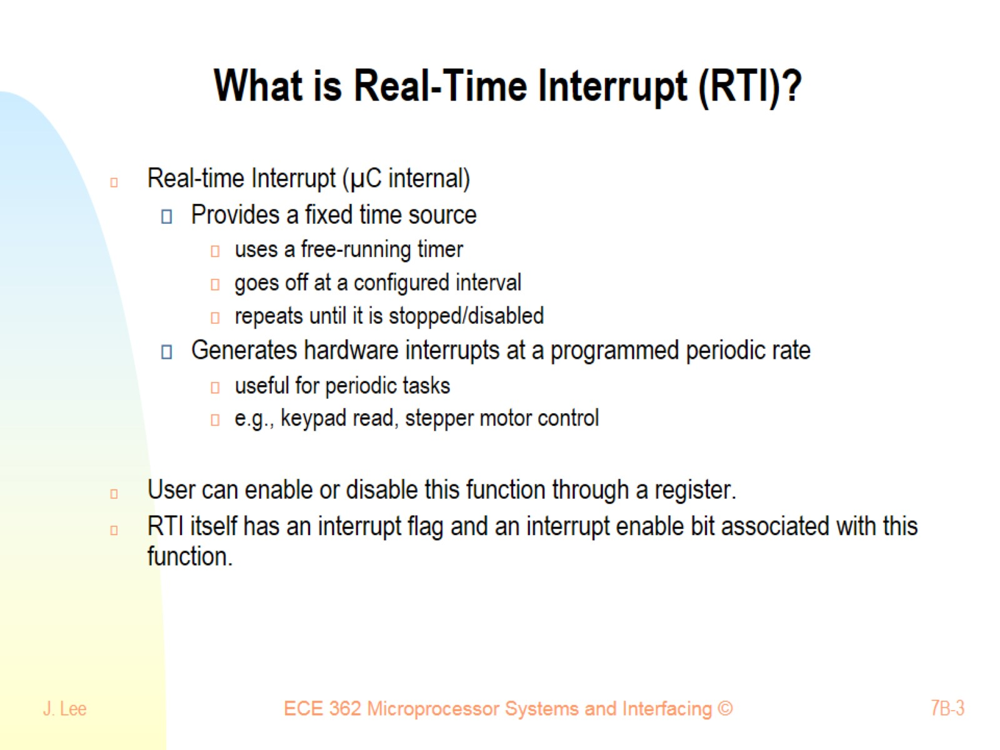 What is Real-Time Interrupt (RTI)?
Real-time Interrupt (µC internal)
Provides a fixed time source
uses a free-running timer
goes off at a configured interval
repeats until it is stopped/disabled
Generates hardware interrupts at a programmed periodic rate
useful for periodic tasks
e.g., keypad read, stepper motor control
User can enable or disable this function through a register.
RTI itself has an interrupt flag and an interrupt enable bit associated with this
function.
J. Lee
ECE 362 Microprocessor Systems and Interfacing ©
7B-3